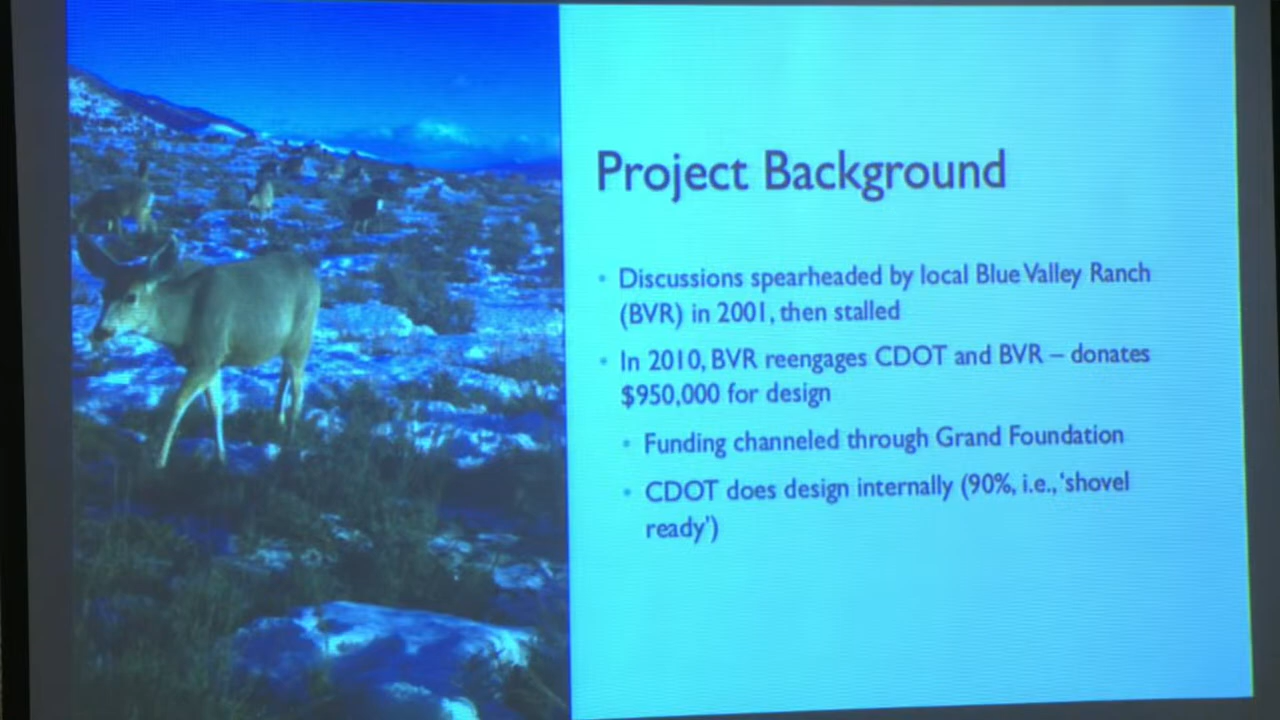 Project Background
• Discussions spearheaded by local Blue Valley Ranch
(BVR) in 2001, then stalled
• In 2010, BVR reengages CDOT and BVR – donates
$950,000 for design
• Funding channeled through Grand Foundation
• CDOT does design internally (90%, i.e., ‘shovel
ready’)